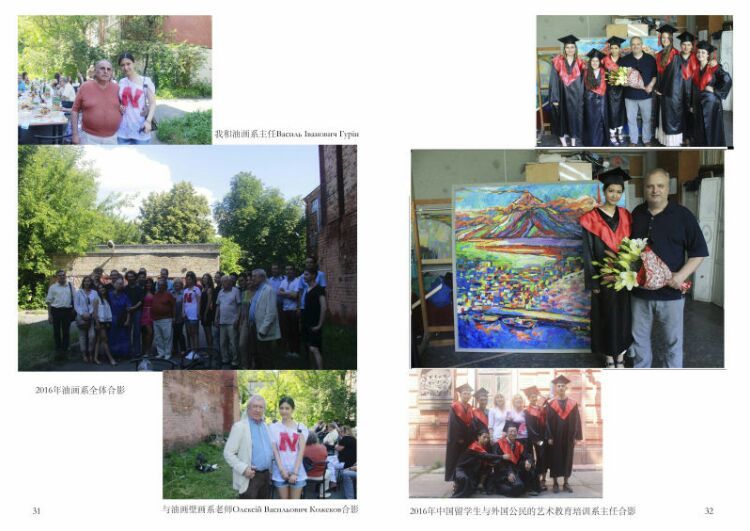 我和油画系主任Василь Іванович Гурін
2016年油画系全体合影
N
N
N
与油画壁画系老师Олексій Васильович Кожеков合影
31
2016年中国留学生与外国公民的艺术教育培训系主任合影
32